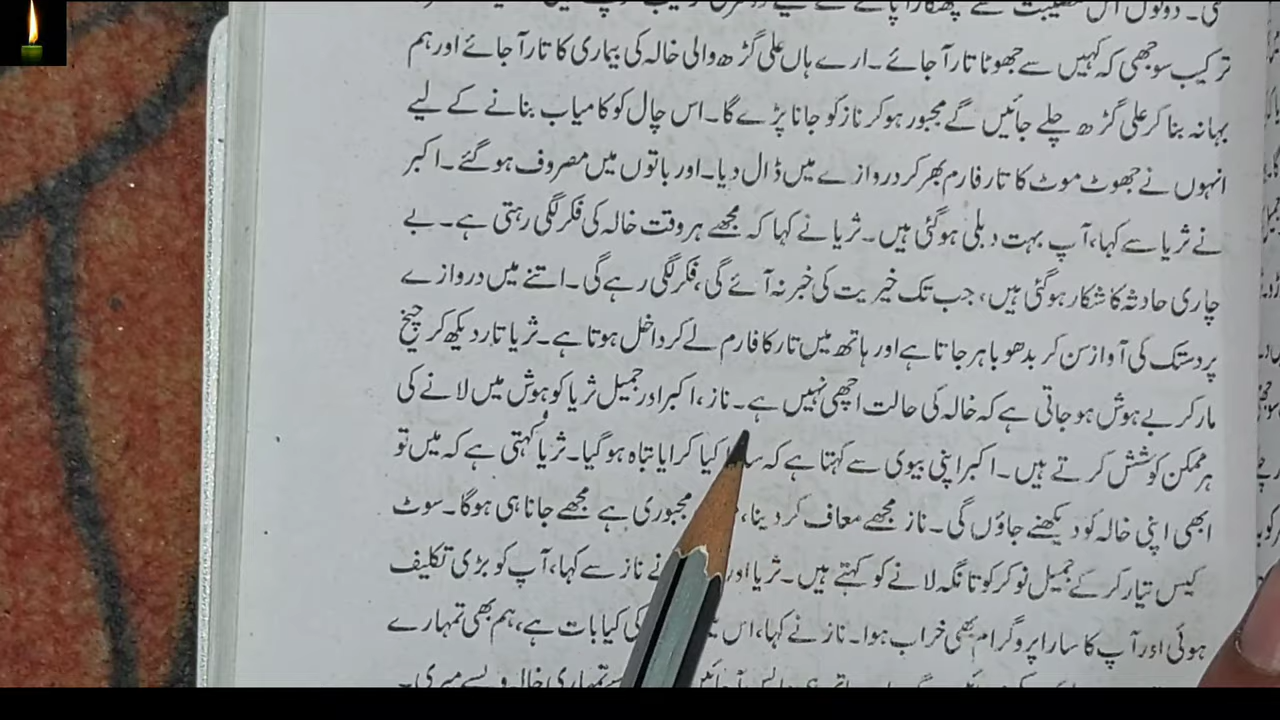 ترکیب سوجھی کہ کہیں سے جھوٹا تار آجائے۔ ارے ہاں علی گڑھ والی خالہ کی بیماری کا تار آجائے اور ہم
بہانہ بنا کر علی گڑھ چلے جائیں گے مجبور ہو کر ناز کو جانا پڑے گا۔ اس چال کو کامیاب بنانے کے لیے
انہوں نے جھوٹ موٹ کا تار فارم بھر کر دروازے میں ڈال دیا۔ اور باتوں میں مصروف ہو گئے۔ اکبر
نے ثریا سے کہا، آپ بہت دبلی ہو گئی ہیں۔ ثریا نے کہا کہ مجھے ہر وقت خالہ کی فکر لگی رہتی ہے۔ بے
چاری حادثہ کا شکار ہو گئی ہیں، جب تک خیریت کی خبر نہ آئے گی، فکر لگی رہے گی۔ اتنے میں دروازے
پر دستک کی آواز سن کر بدھو باہر جاتا ہے اور ہاتھ میں تار کا فارم لے کر داخل ہوتا ہے۔ ثریا تار دیکھ کر چیخ
مار کر بے ہوش ہو جاتی ہے کہ خالہ کی حالت اچھی نہیں ہے۔ ناز، اکبر اور جمیل ثریا کو ہوش میں لانے کی
ہر ممکن کوشش کرتے ہیں۔ اکبر اپنی بیوی سے کہتا ہے کہ کیا کرایا تباہ ہو گیا۔ ثریا کہتی ہے کہ میں تو
ابھی اپنی خالہ کو دیکھنے جاؤں گی۔ ناز مجھے معاف کر دینا، مجبوری ہے مجھے جانا ہی ہوگا۔ سوٹ
کیس تیار کر کے جمیل نوکر کو تانگہ لانے کو کہتے ہیں۔ ثریا اور نے ناز سے کہا، آپ کو بڑی تکلیف
ہوئی اور آپ کا سارا پروگرام بھی خراب ہوا۔ ناز نے کہا، اس کی کیا بات ہے، ہم بھی تمہارے
تمہاری خالہ ویسے میری۔